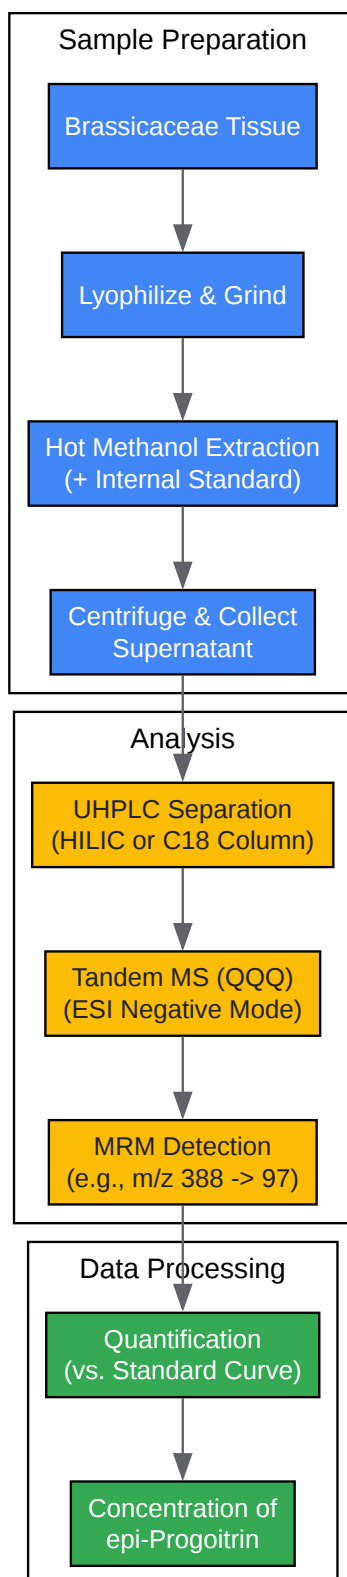 Sample Preparation
Brassicaceae Tissue
Lyophilize & Grind
Hot Methanol Extraction
(+ Internal Standard)
Centrifuge & Collect
Supernatant
Analysis
UHPLC Separation
(HILIC or C18 Column)
Tandem MS (QQQ)
(ESI Negative Mode)
MRM Detection
(e.g., m/z 388 -> 97)
Data Processing
Quantification
(vs. Standard Curve)
Concentration of
epi-Progoitrin